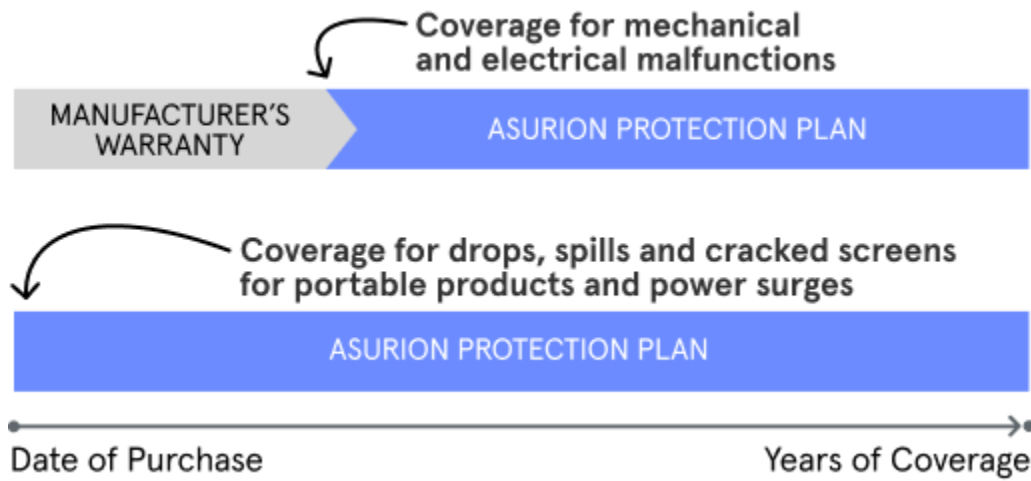 Coverage for mechanical
and electrical malfunctions
MANUFACTURER'S
WARRANTY
ASURION PROTECTION PLAN
Coverage for drops, spills and cracked screens
for portable products and power surges
ASURION PROTECTION PLAN
Date of Purchase
Years of Coverage